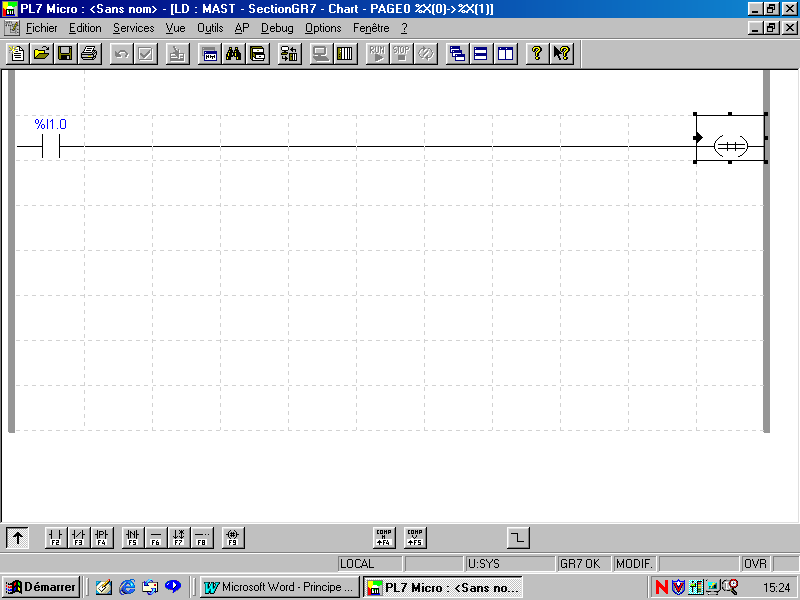 PL7 Micro : <Sans nom> - [LD : MAST - SectionGR7 - Chart - PAGE0 %X(0)->%X(1)]
Fichier Edition Services Vue Outils AP Debug Options Fenêtre ?
RUN STOP
%I1.0
F2 F3 P F4 N F5 F6 F7 F8 F9 COMP H F4 COMP V F5
LOCAL U:SYS GR7 OK MODIF. OVR
Démarrer Microsoft Word - Principe ... PL7 Micro : <Sans no... 15:24